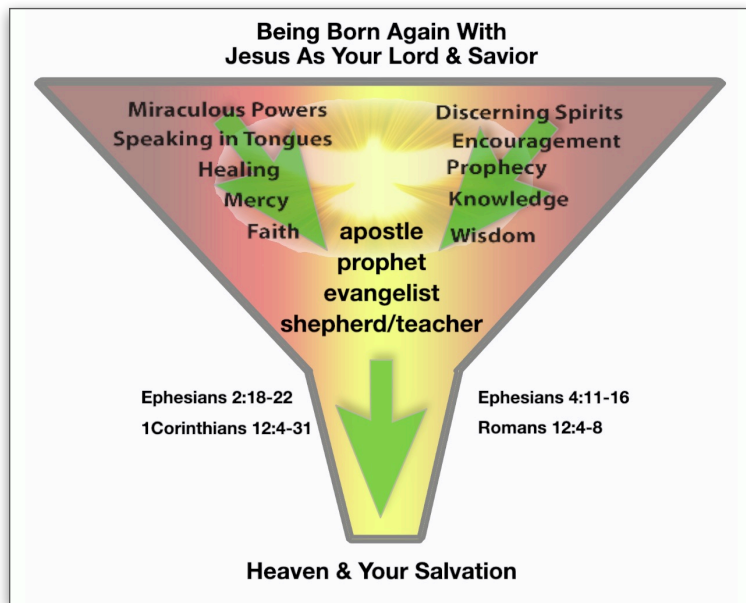 Being Born Again With
Jesus As Your Lord & Savior
Miraculous Powers
Speaking in Tongues
Healing
Mercy
Faith
Discerning Spirits
Encouragement
Prophecy
Knowledge
Wisdom
apostle
prophet
evangelist
shepherd/teacher
Ephesians 2:18-22
1Corinthians 12:4-31
Ephesians 4:11-16
Romans 12:4-8
Heaven & Your Salvation